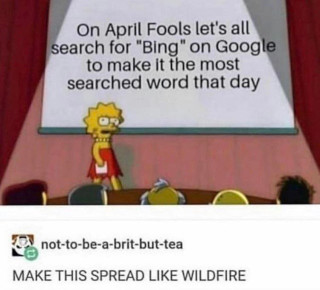 On April Fools let's all
search for "Bing" on Google
to make it the most
searched word that day
not-to-be-a-brit-but-tea
MAKE THIS SPREAD LIKE WILDFIRE